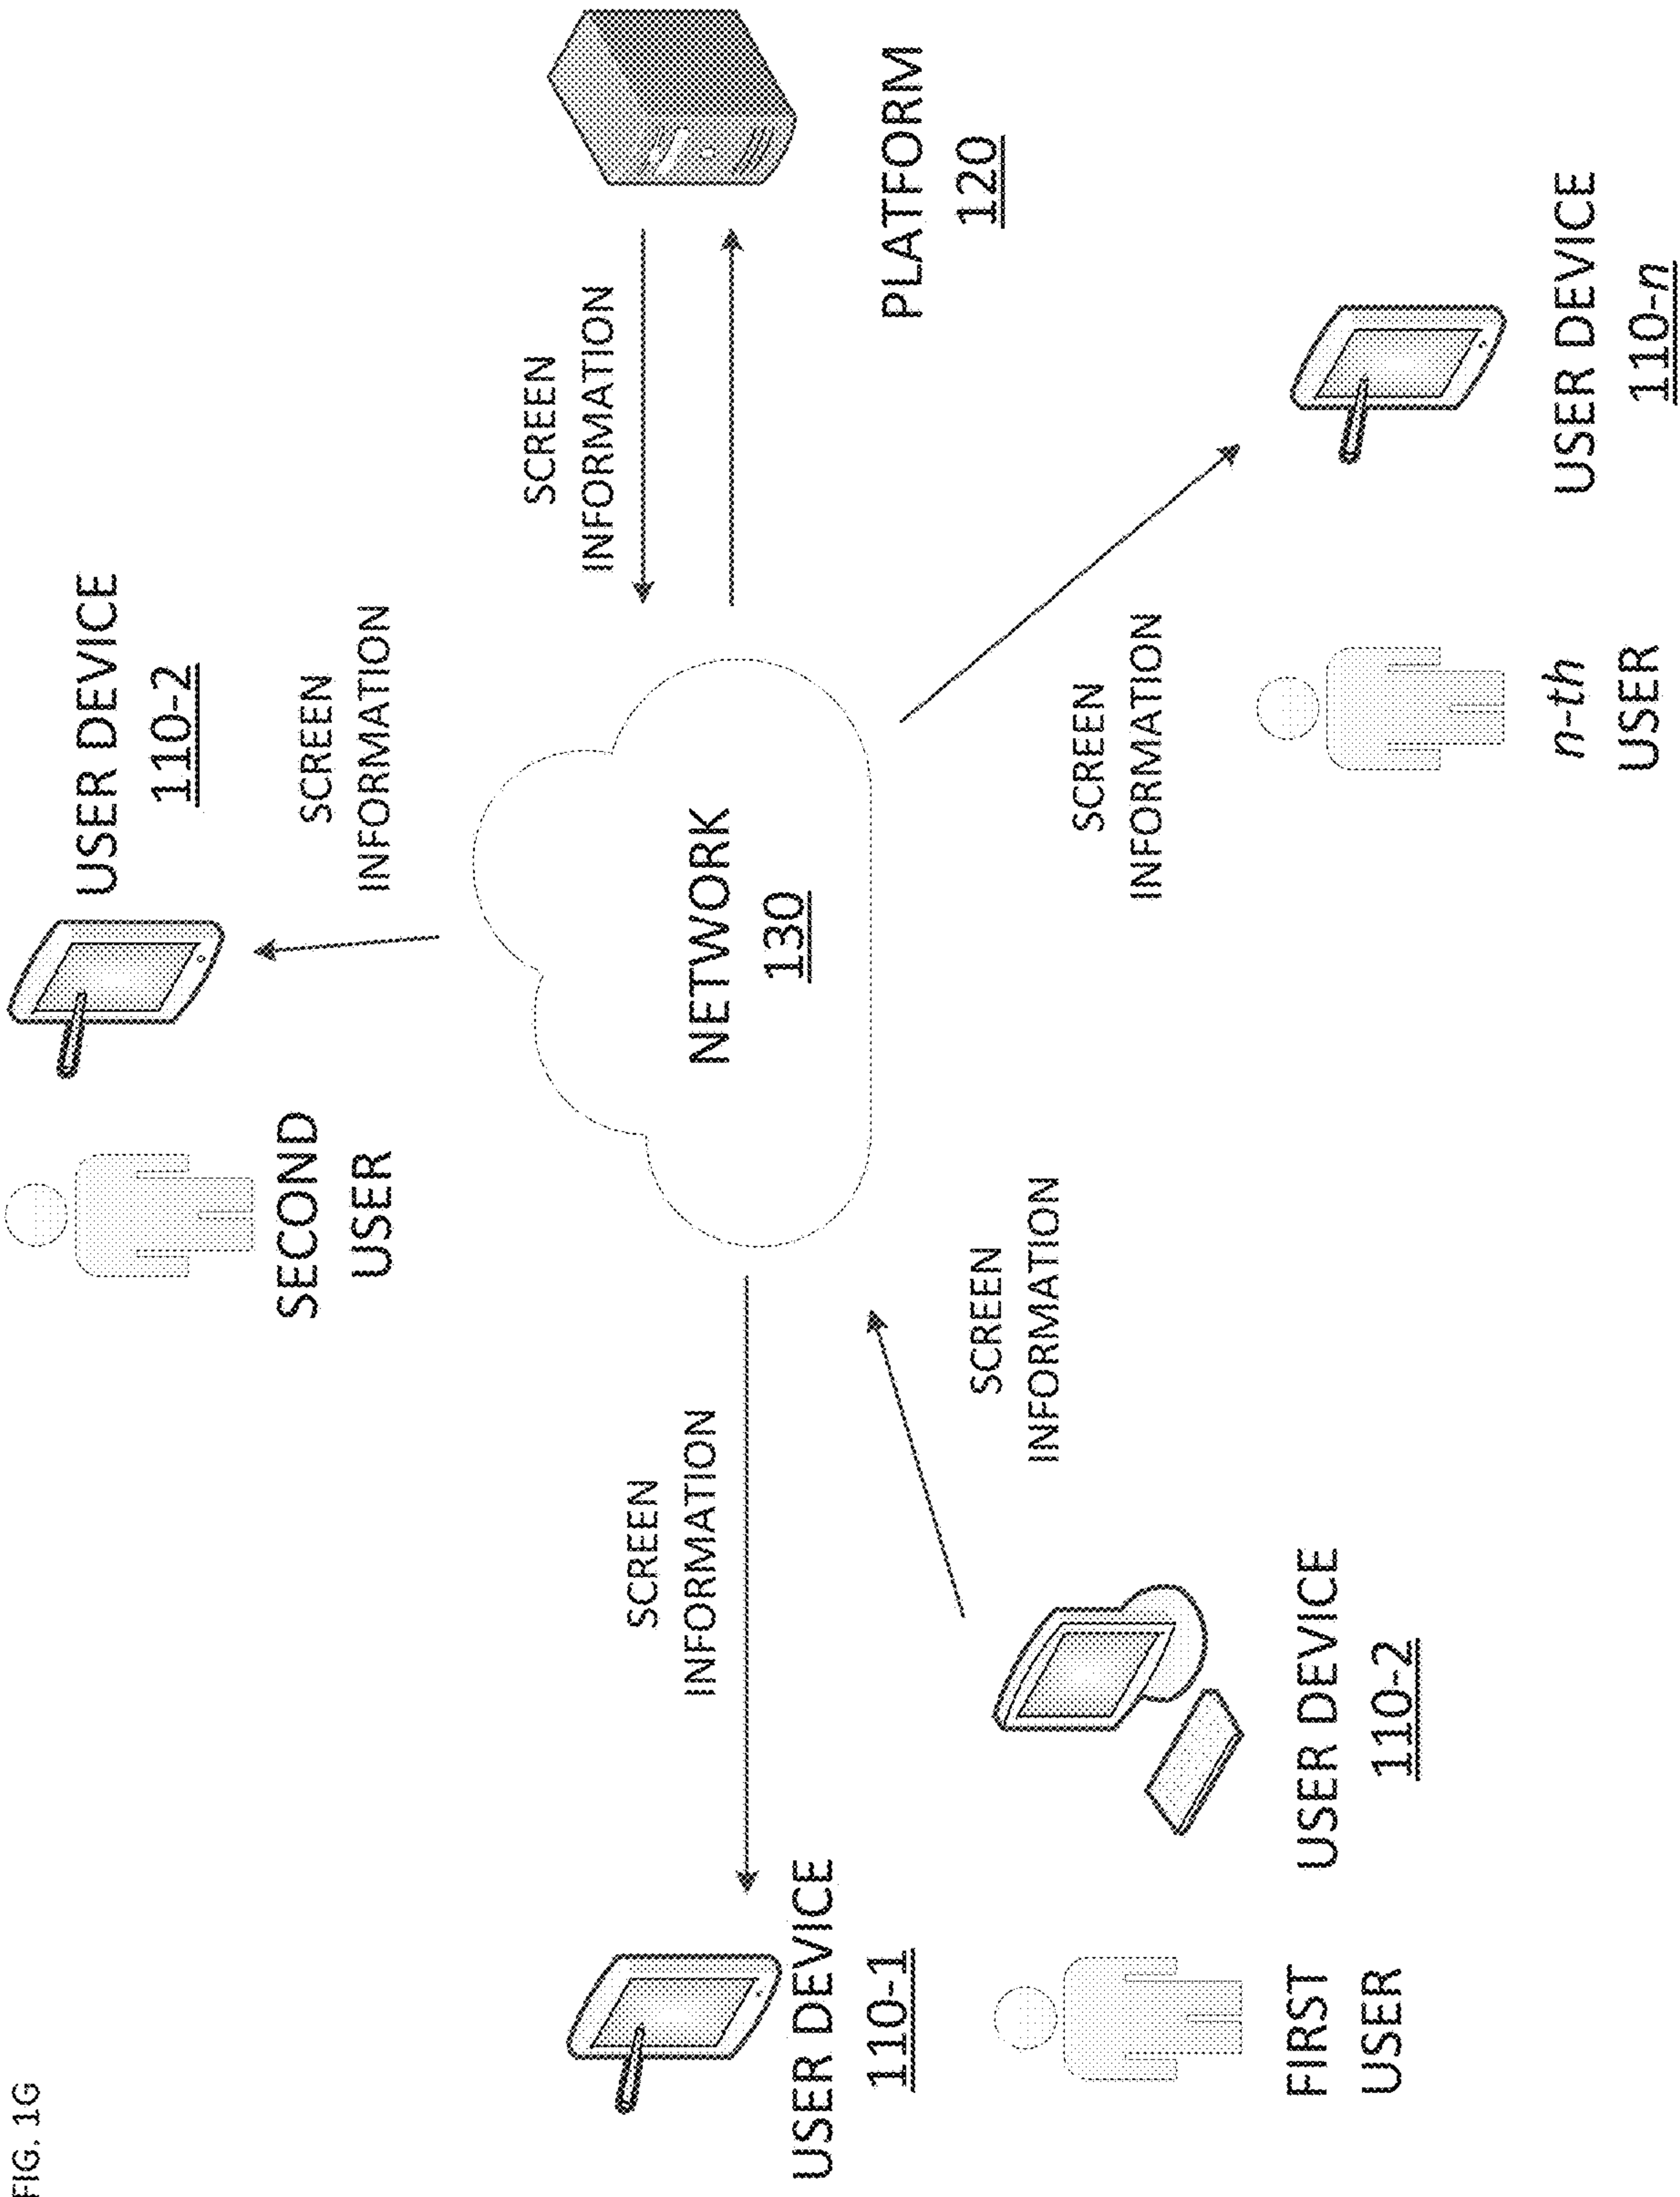 FIG. 1G
SECOND
USER
USER DEVICE
110-2
SCREEN
INFORMATION
SCREEN
INFORMATION
PLATFORM
120
NETWORK
130
SCREEN
INFORMATION
USER DEVICE
110-1
SCREEN
INFORMATION
FIRST
USER
USER DEVICE
110-2
SCREEN
INFORMATION
n-th
USER
USER DEVICE
110-n